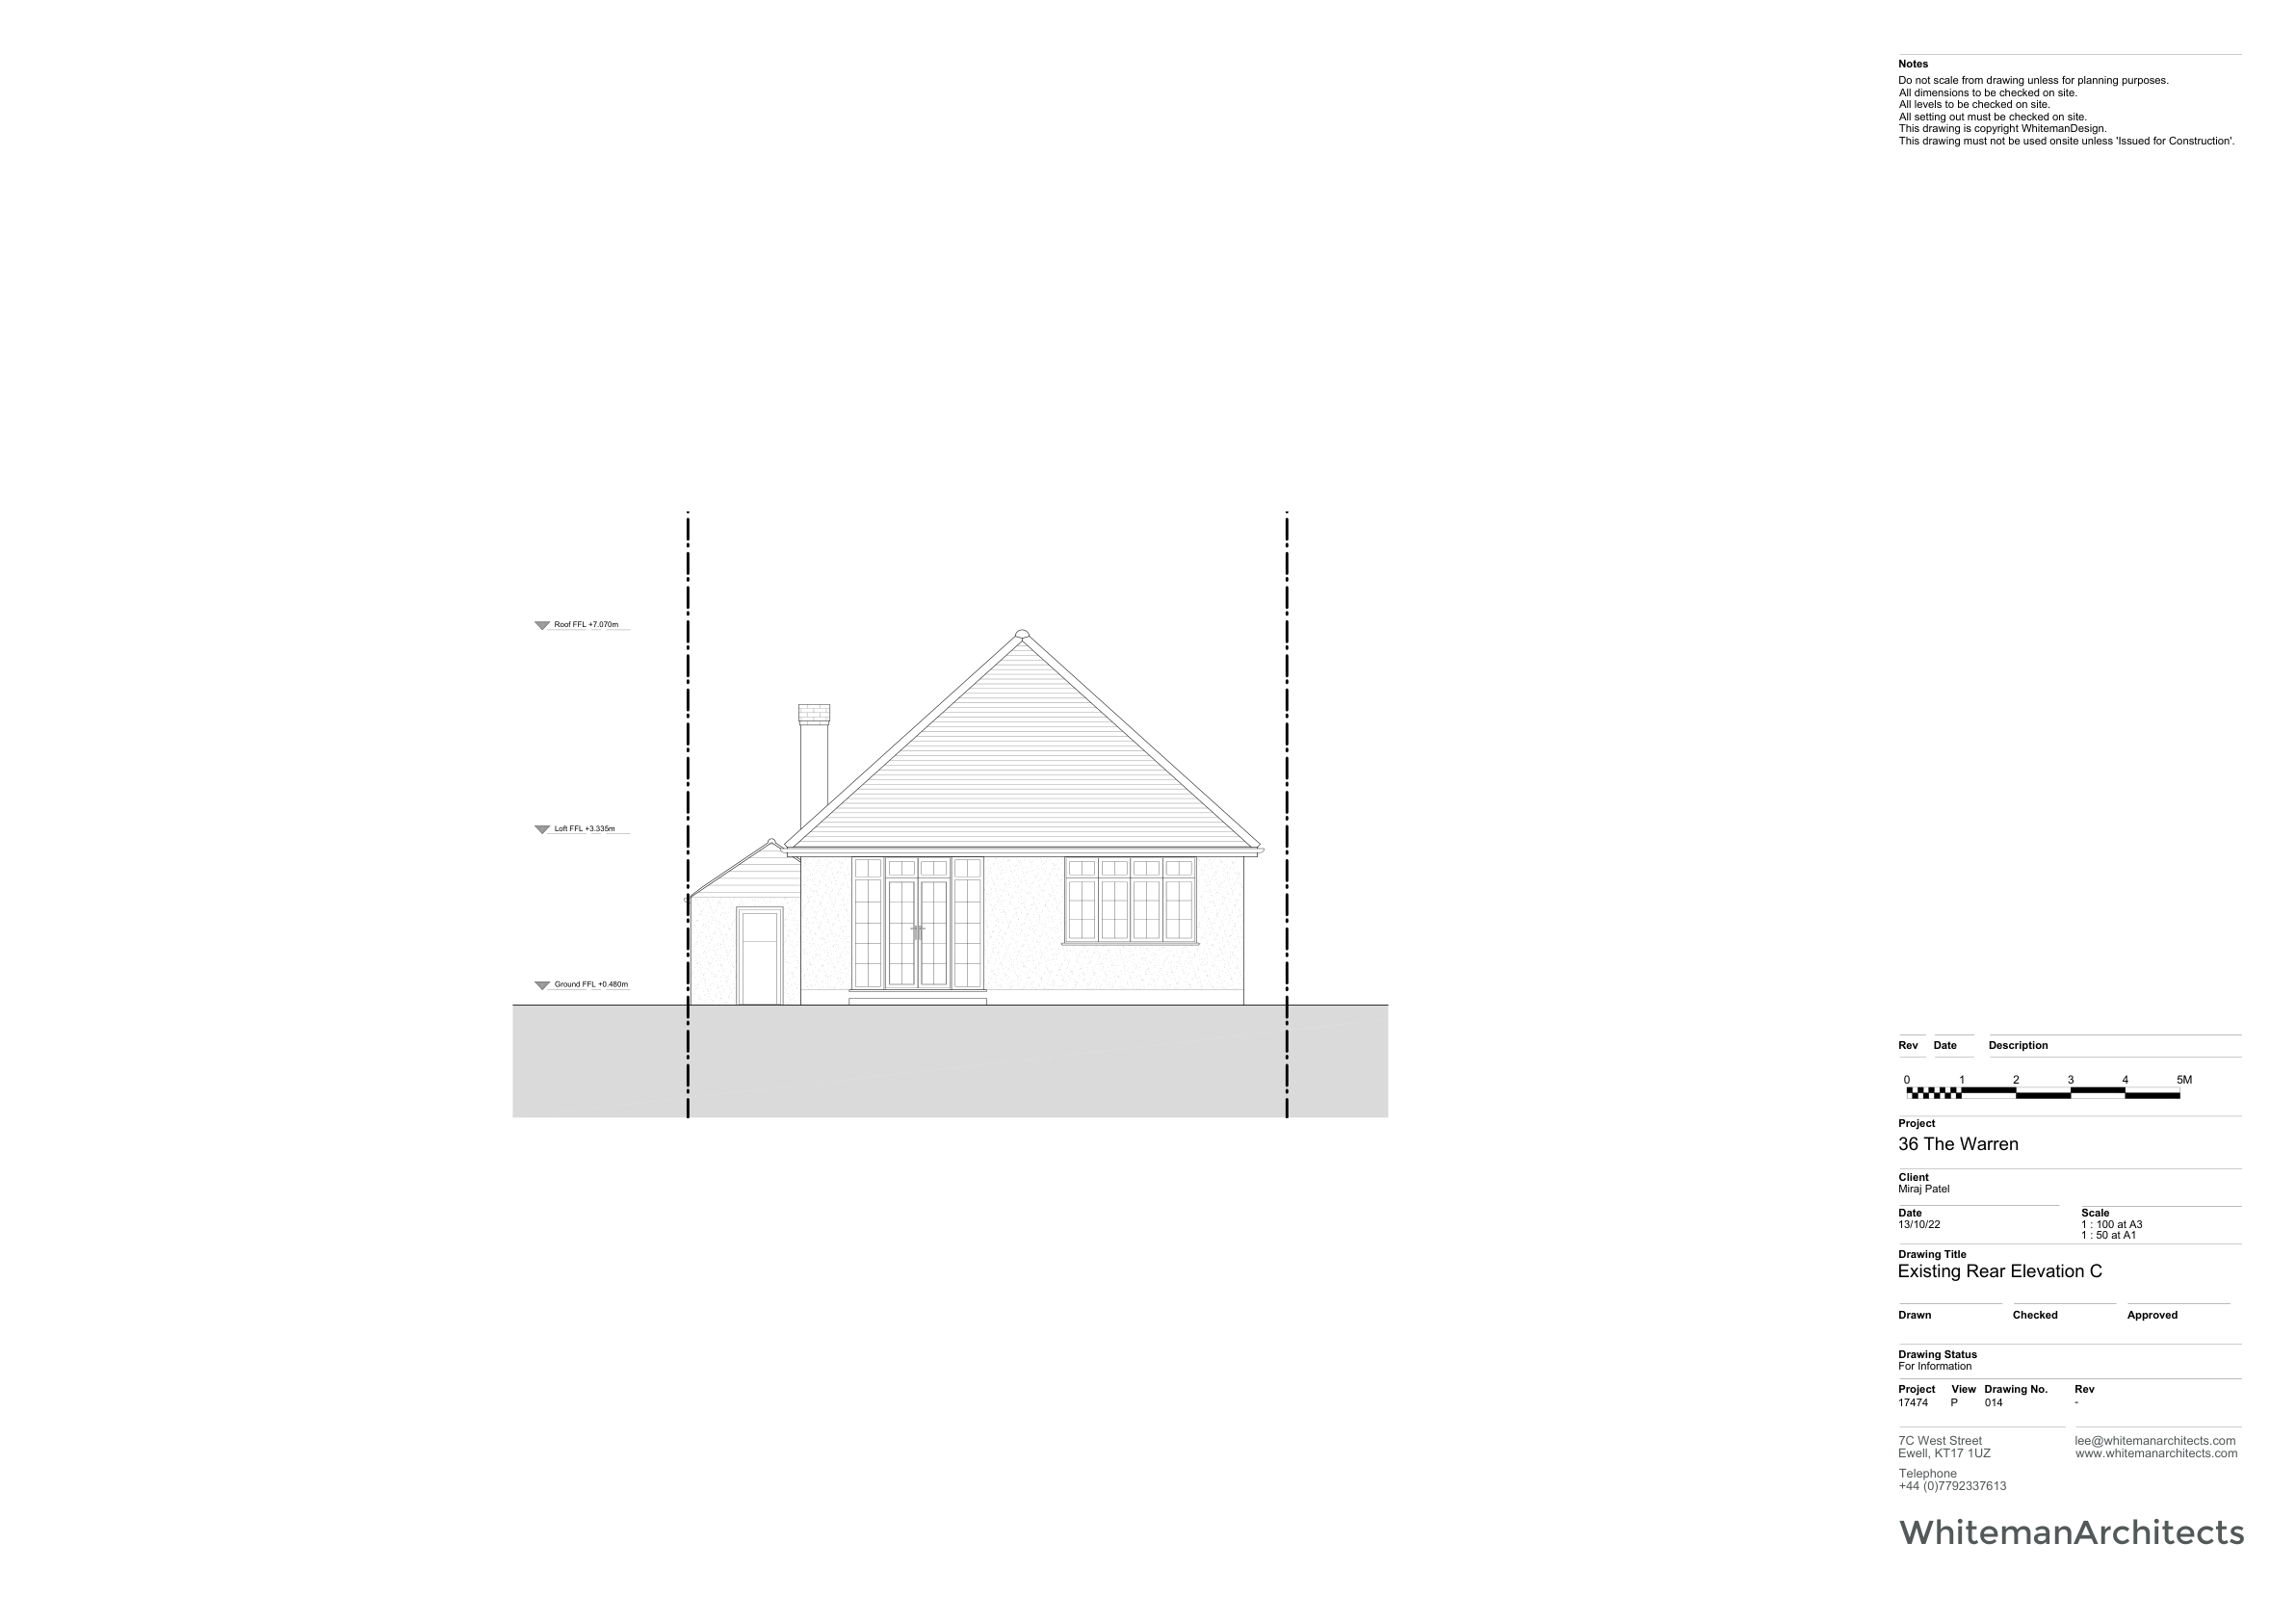 Notes
Do not scale from drawing unless for planning purposes.
All dimensions to be checked on site.
All levels to be checked on site.
All setting out must be checked on site.
This drawing is copyright WhitemanDesign.
This drawing must not be used onsite unless 'Issued for Construction'.
Roof FFL +7.070m
Loft FFL +3.335m
Ground FFL +0.480m
Rev Date Description
0 1 2 3 4 5M
Project
36 The Warren
Client
Miraj Patel
Date Scale
13/10/22 1 : 100 at A3
1 : 50 at A1
Drawing Title
Existing Rear Elevation C
Drawn Checked Approved
Drawing Status
For Information
Project View Drawing No. Rev
17474 P 014 -
7C West Street lee@whitemanarchitects.com
Ewell, KT17 1UZ www.whitemanarchitects.com
Telephone
+44 (0)7792337613
WhitemanArchitects